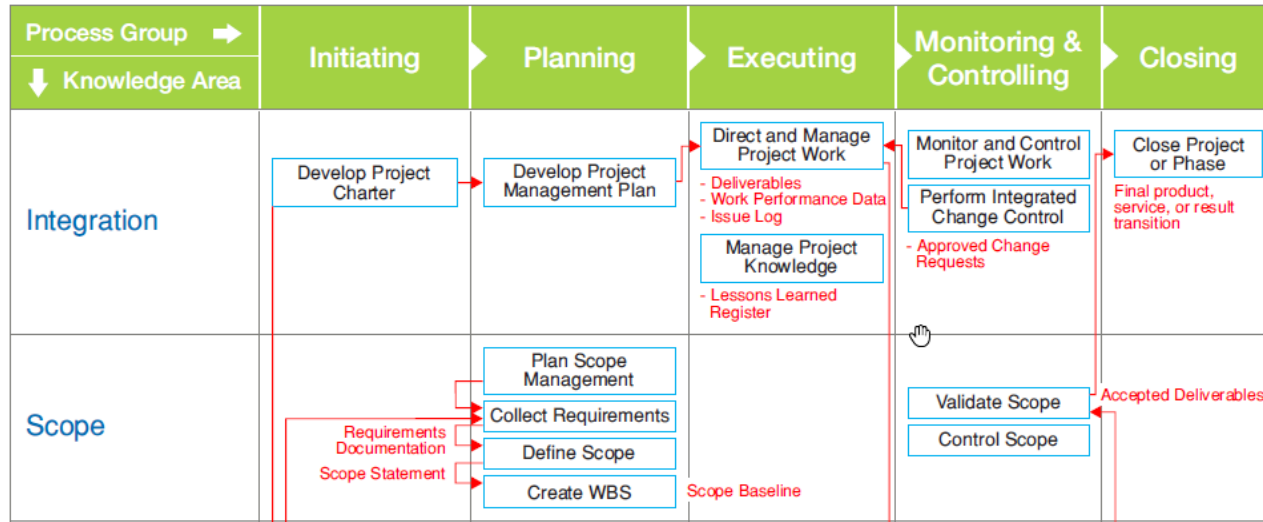 Process Group
Knowledge Area
Initiating
Planning
Executing
Monitoring &
Controlling
Closing
Integration
Develop Project
Charter
Develop Project
Management Plan
Direct and Manage
Project Work
- Deliverables
- Work Performance Data
- Issue Log
Manage Project
Knowledge
- Lessons Learned
Register
Monitor and Control
Project Work
Perform Integrated
Change Control
- Approved Change
Requests
Close Project
or Phase
Final product,
service, or result
transition
Scope
Plan Scope
Management
Collect Requirements
Requirements
Documentation
Define Scope
Scope Statement
Create WBS
Scope Baseline
Validate Scope
Accepted Deliverables
Control Scope